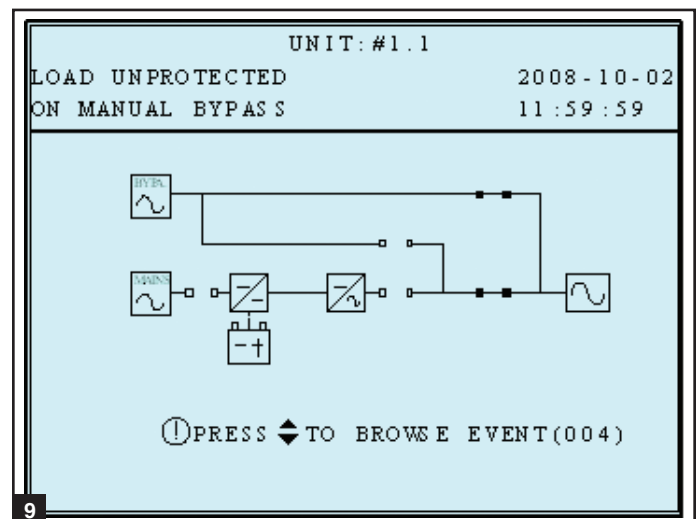 UNIT:#1.1
LOAD UNPROTECTED 2008-10-02
ON MANUAL BYPASS 11:59:59
BYPA.
MAINS
PRESS TO BROWSE EVENT(004)
9